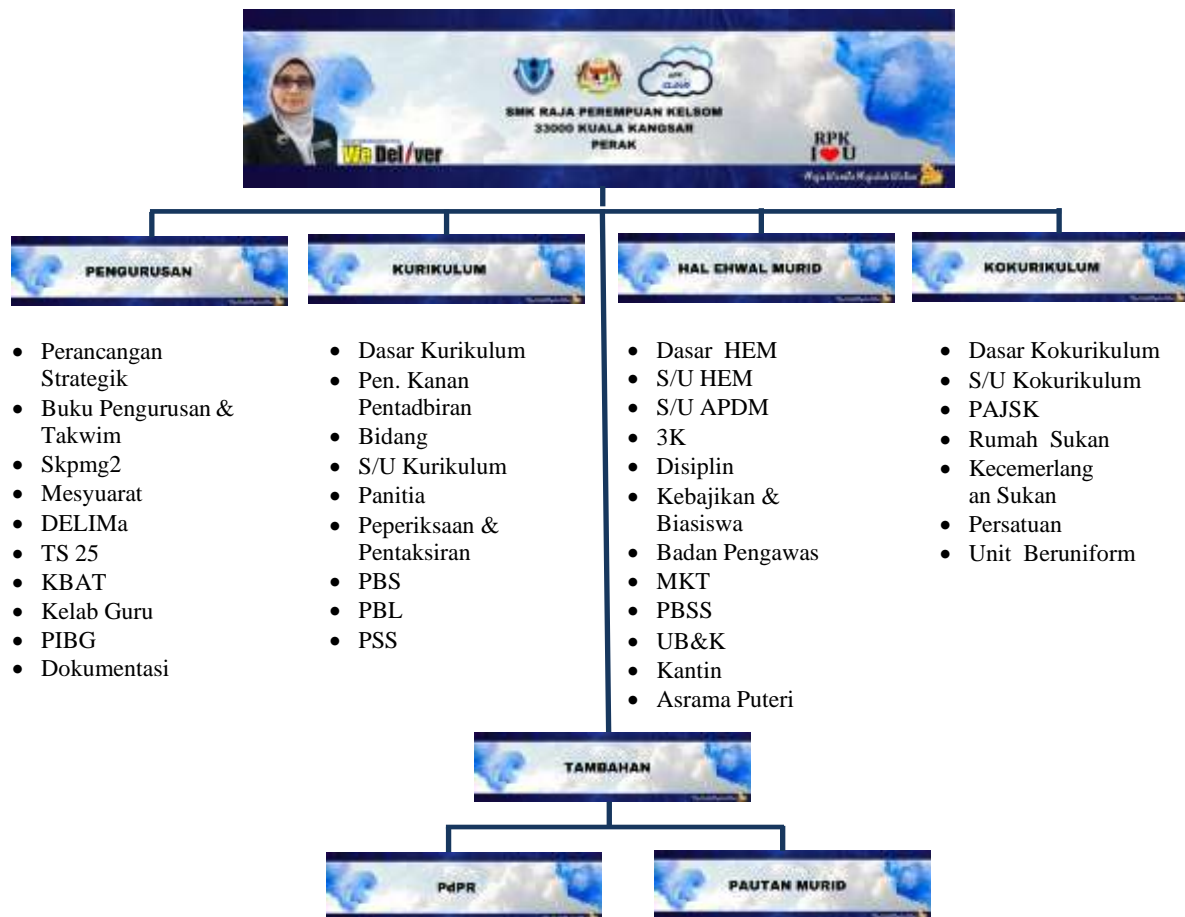 CLOUD
SMK RAJA PEREMPUAN KELSOM
33000 KUALA KANGSAR
PERAK
We Del/ver
RPK
I ❤ U
PENGURUSAN
KURIKULUM
HAL EHWAL MURID
KOKURIKULUM
• Perancangan
Strategik
• Buku Pengurusan &
Takwim
• Skpmg2
• Mesyuarat
• DELIMa
• TS 25
• KBAT
• Kelab Guru
• PIBG
• Dokumentasi
• Dasar Kurikulum
• Pen. Kanan
Pentadbiran
• Bidang
• S/U Kurikulum
• Panitia
• Peperiksaan &
Pentaksiran
• PBS
• PBL
• PSS
• Dasar HEM
• S/U HEM
• S/U APDM
• 3K
• Disiplin
• Kebajikan &
Biasiswa
• Badan Pengawas
• MKT
• PBSS
• UB&K
• Kantin
• Asrama Puteri
• Dasar Kokurikulum
• S/U Kokurikulum
• PAJSK
• Rumah Sukan
• Kecemerlang
an Sukan
• Persatuan
• Unit Beruniform
TAMBAHAN
PdPR
PAUTAN MURID